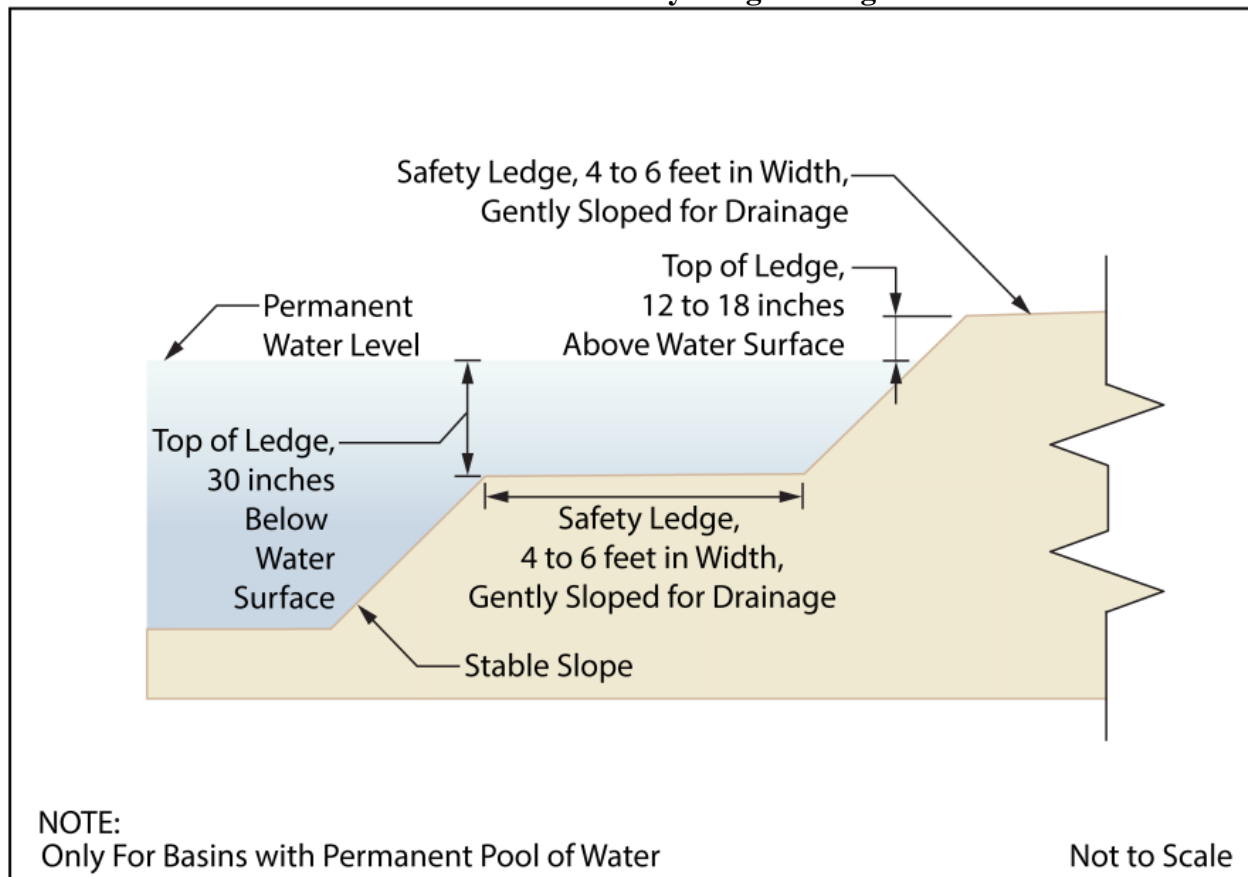 Safety Ledge, 4 to 6 feet in Width,
Gently Sloped for Drainage
Top of Ledge,
12 to 18 inches
Above Water Surface
Permanent
Water Level
Top of Ledge,
30 inches
Below
Water
Surface
Safety Ledge,
4 to 6 feet in Width,
Gently Sloped for Drainage
Stable Slope
NOTE:
Only For Basins with Permanent Pool of Water
Not to Scale